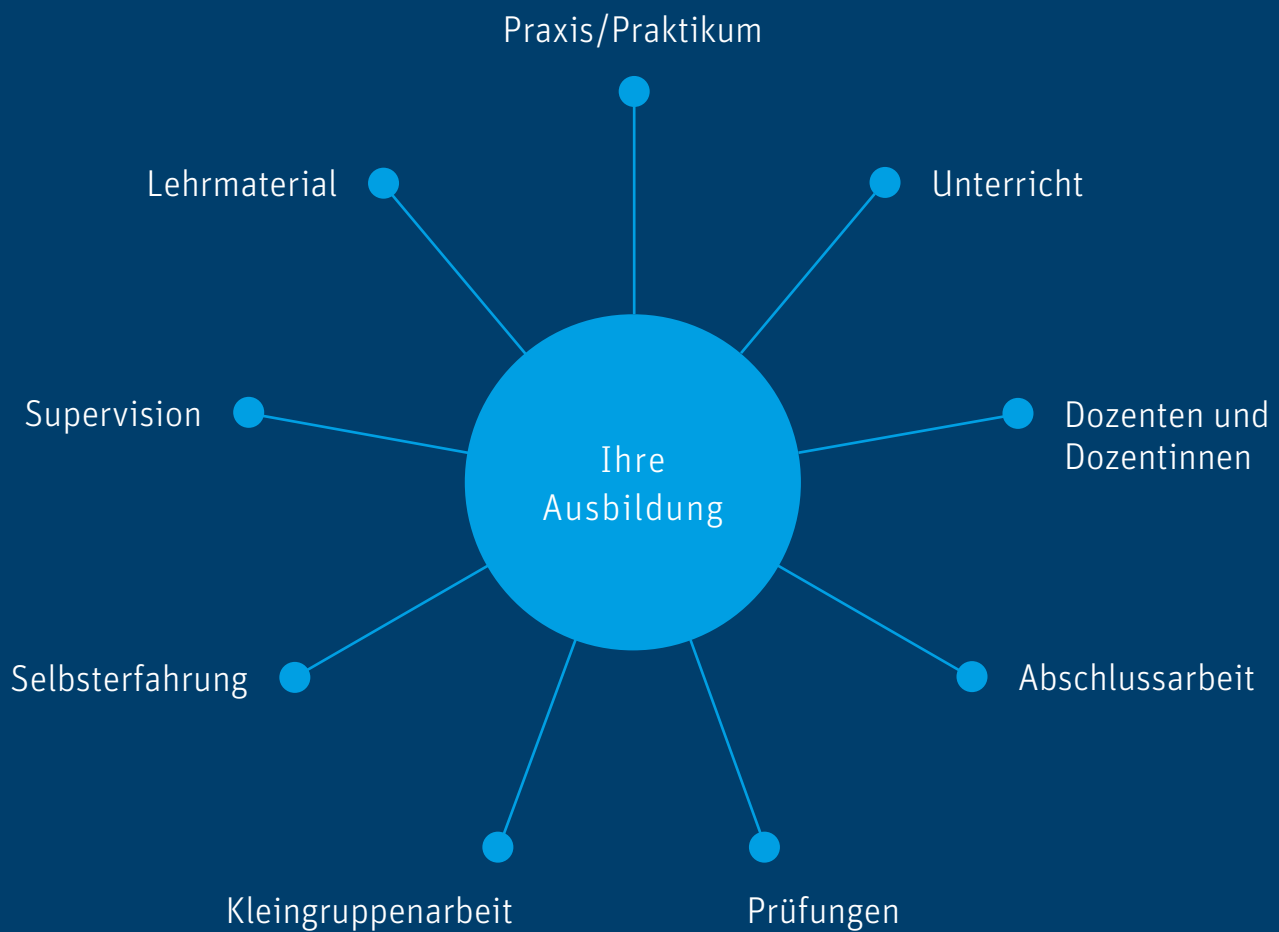 Praxis/Praktikum
Lehrmaterial
Unterricht
Supervision
Dozenten und
Dozentinnen
Ihre
Ausbildung
Selbsterfahrung
Abschlussarbeit
Kleingruppenarbeit
Prüfungen